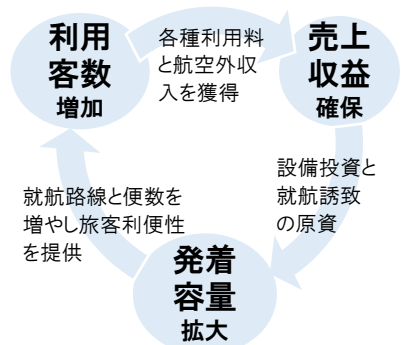 利用
客数
増加
各種利用料
と航空外収
入を獲得
売上
収益
確保
設備投資と
就航誘致
の原資
発着
容量
拡大
就航路線と便数を
増やし旅客利便性
を提供